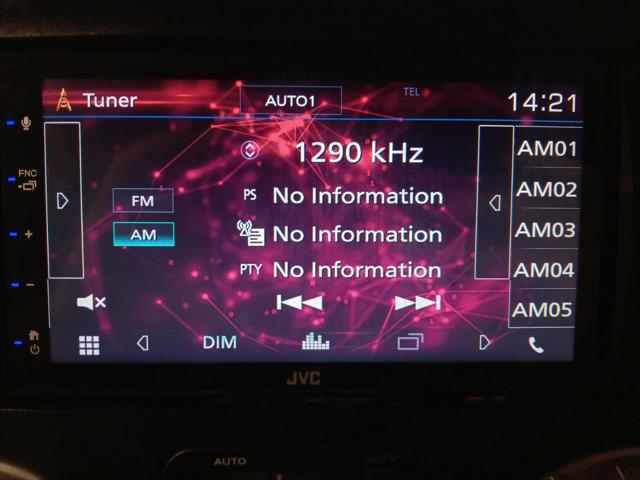 Tuner
AUTO1
TEL
14:21
1290 kHz
AM01
FNC
PS No Information
AM02
FM
AM
No Information
AM03
PTY No Information
AM04
AM05
DIM
JVC
AUTO
AUTO